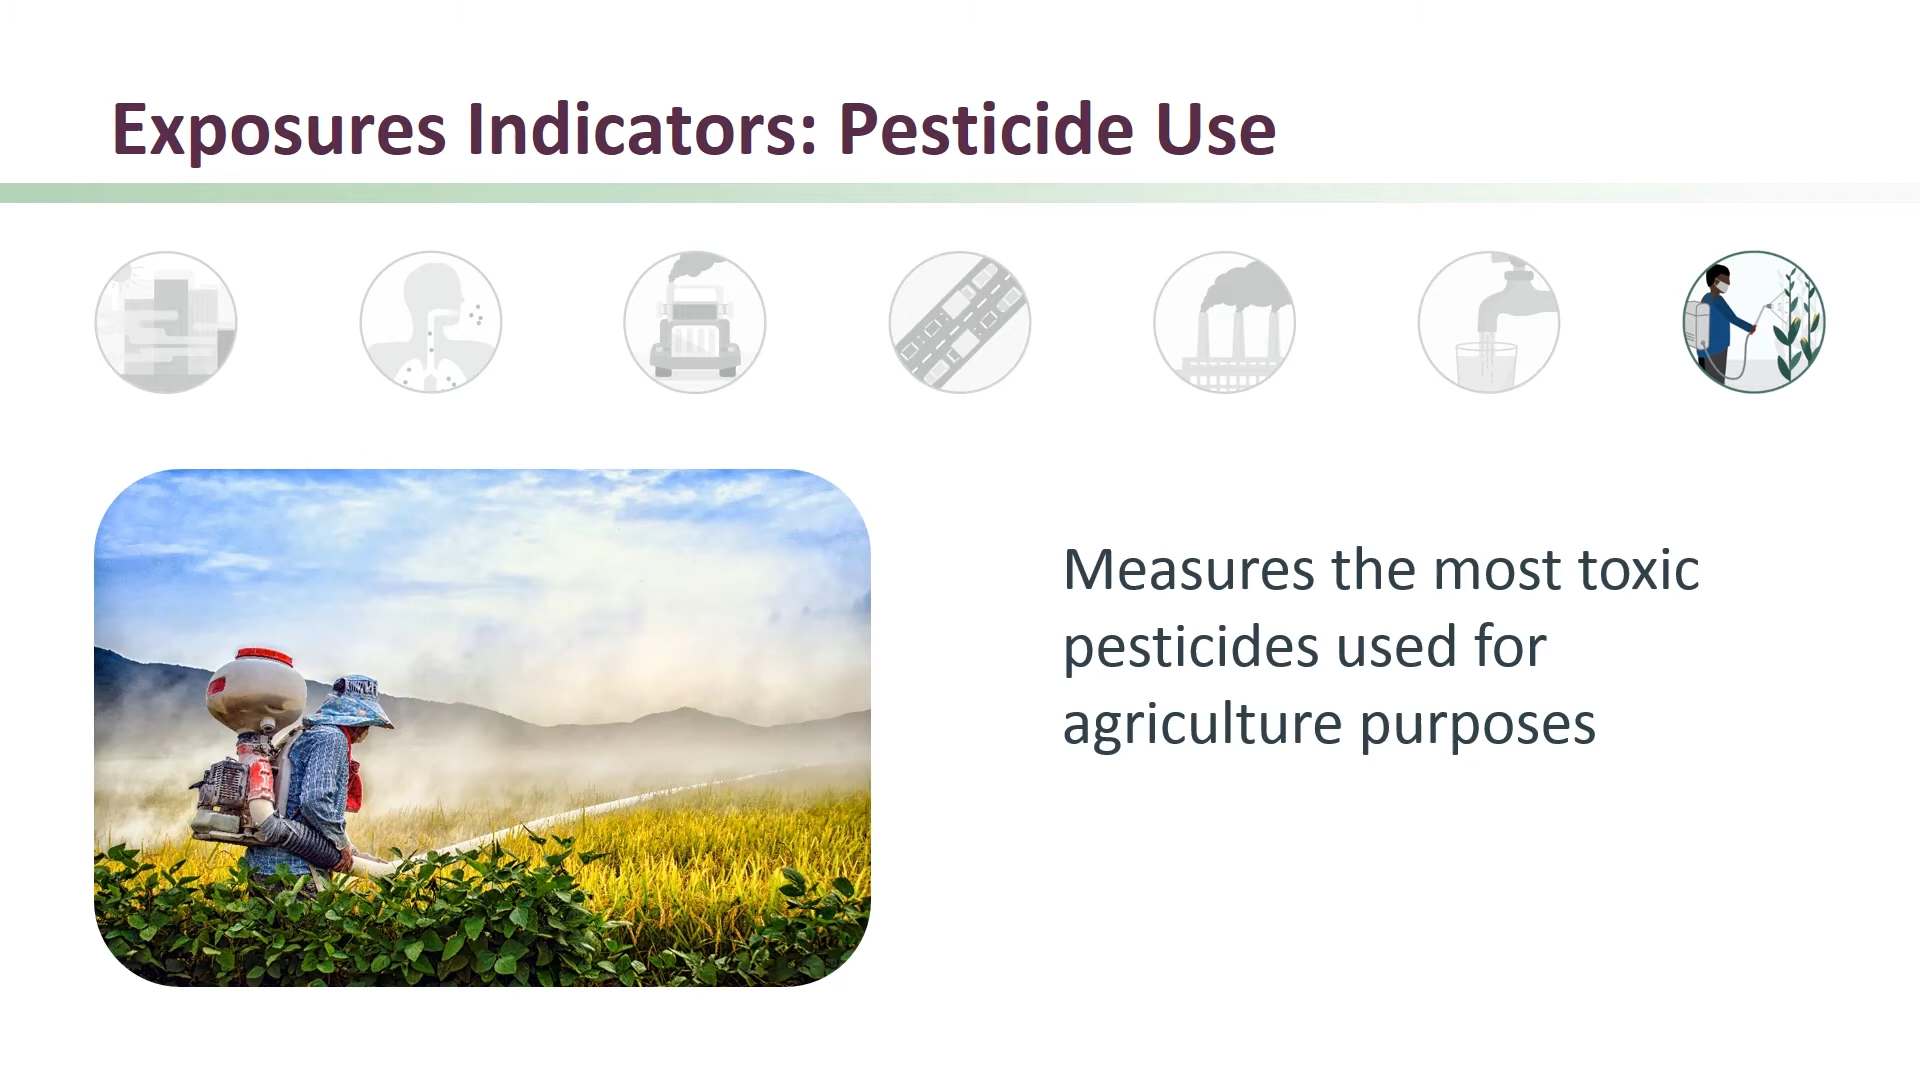 Exposures Indicators: Pesticide Use
Measures the most toxic
pesticides used for
agriculture purposes